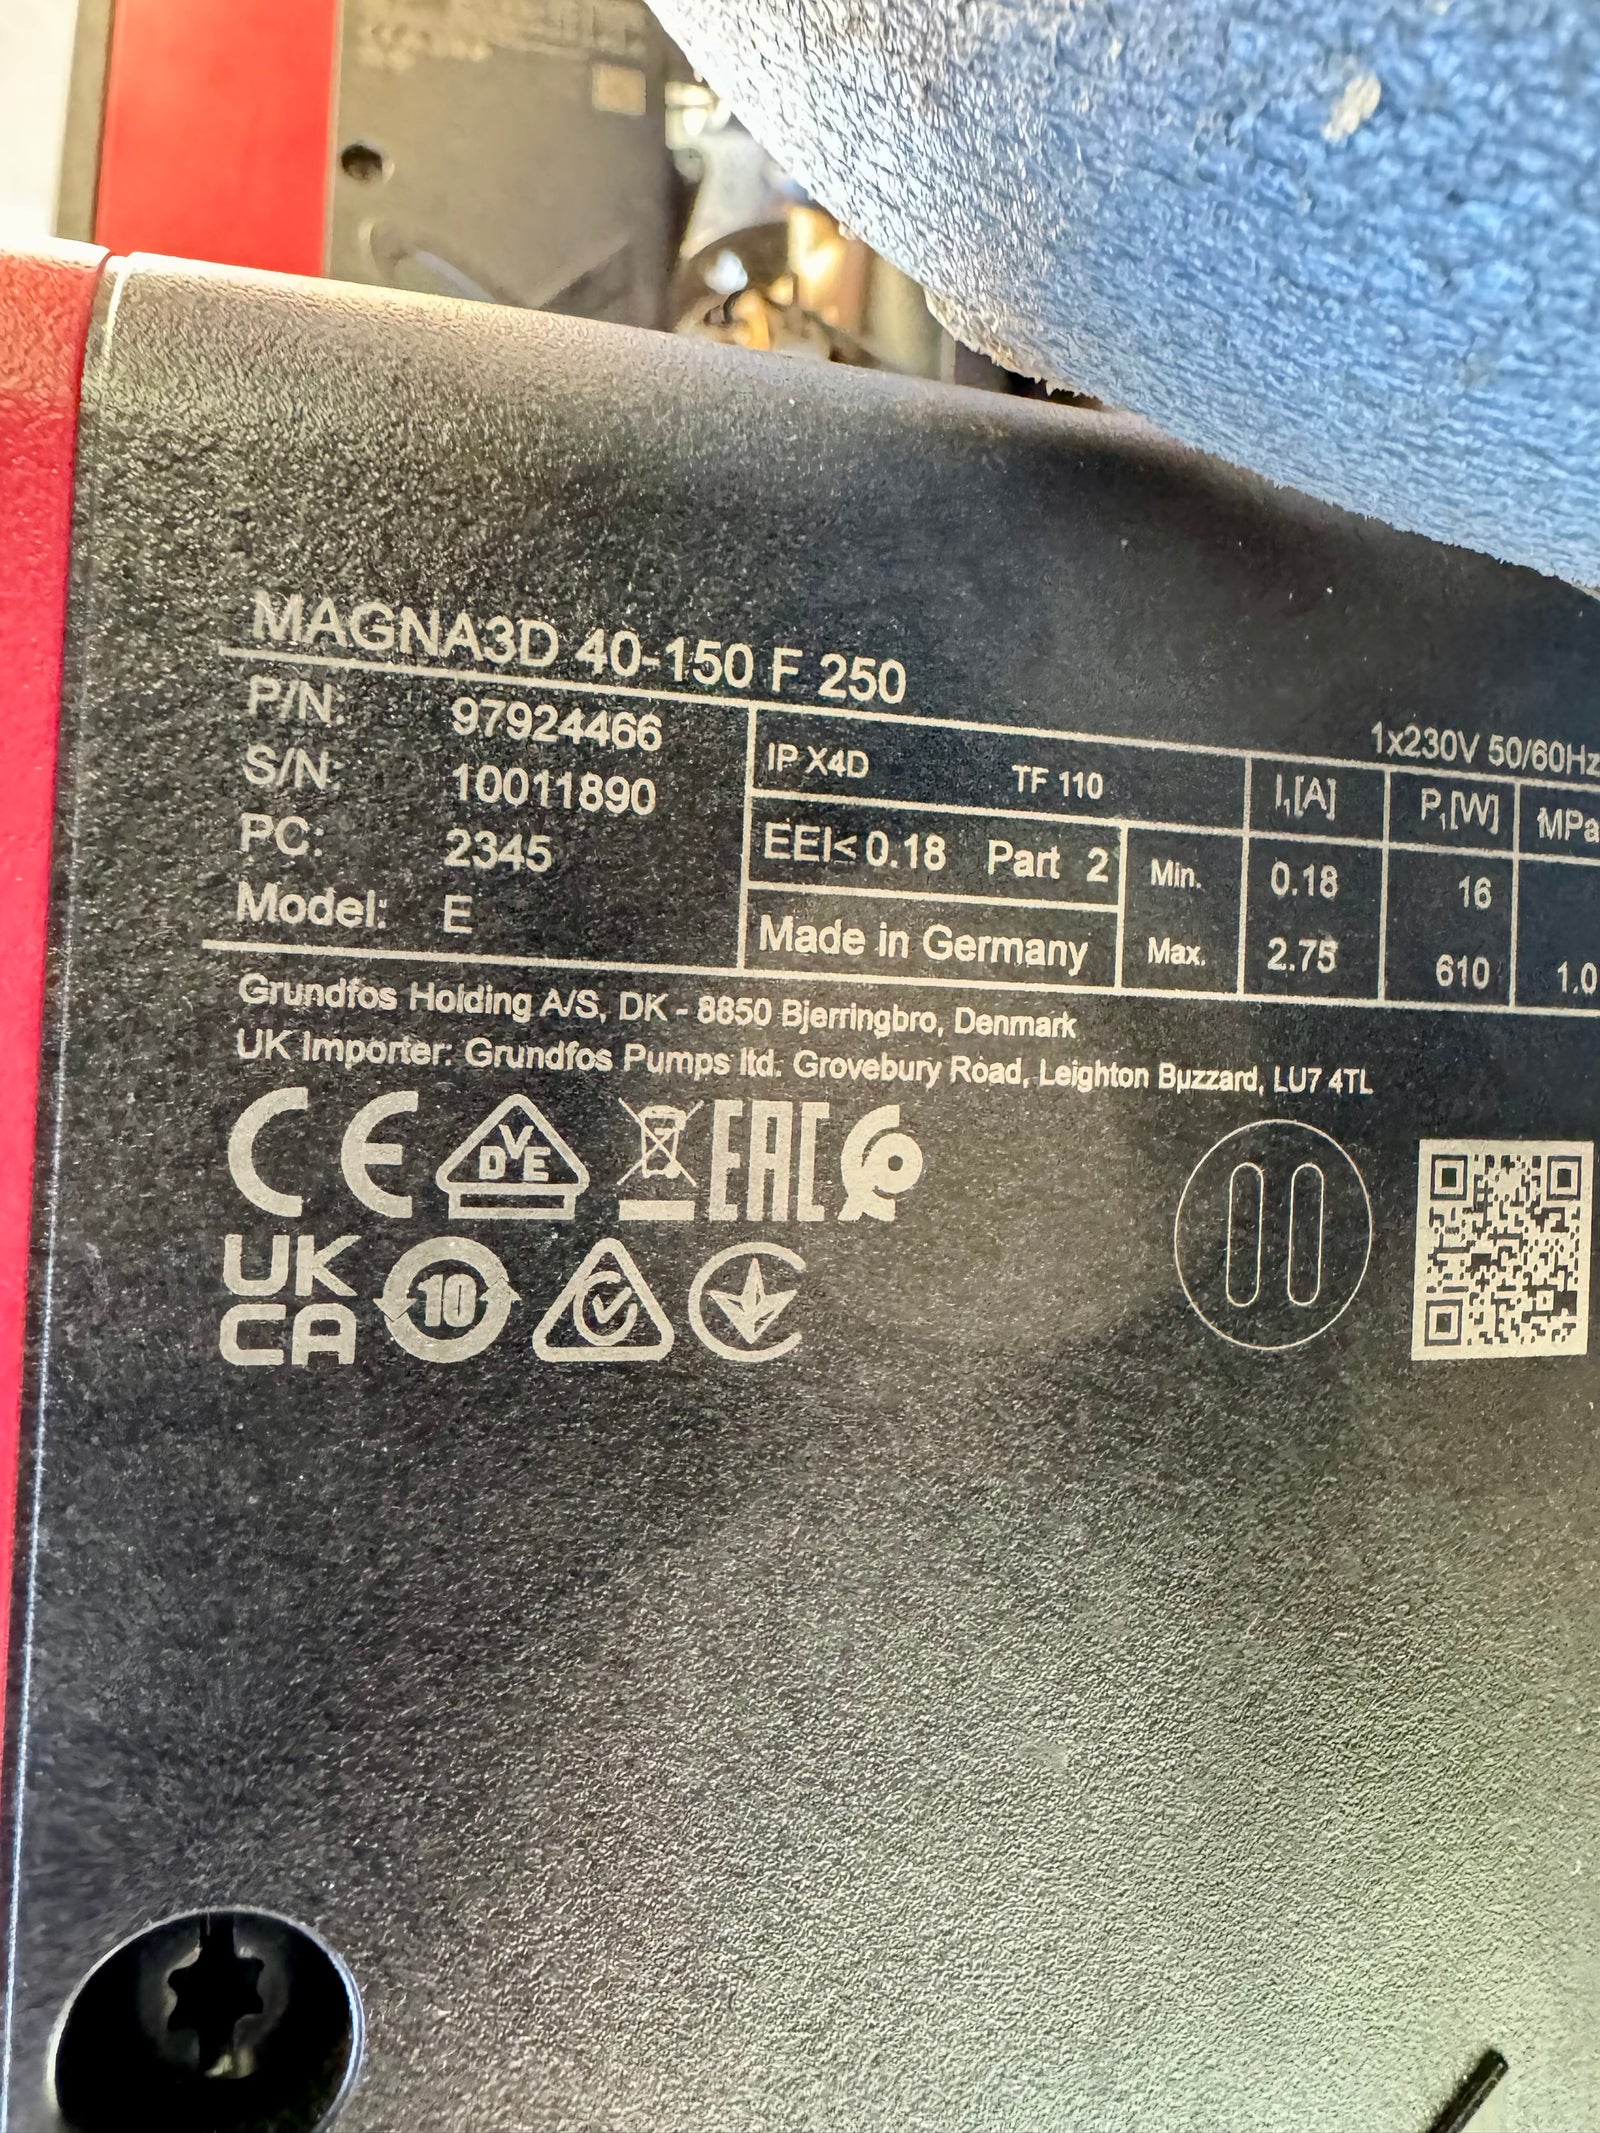 MAGNA3D 40-150 F 250
1x230V 50/60Hz
P/N: 97924466
S/N: 10011890
PC: 2345
Model: E
IP X4D TF 110
EEI< 0.18 Part 2
Made in Germany
I₁[A] P₁[W] MPa
Min. 0.18 16
Max. 2.75 610 1.0
Grundfos Holding A/S, DK - 8850 Bjerringbro, Denmark
UK Importer: Grundfos Pumps ltd. Grovebury Road, Leighton Buzzard, LU7 4TL
CE DVE EAC
UK
CA 10